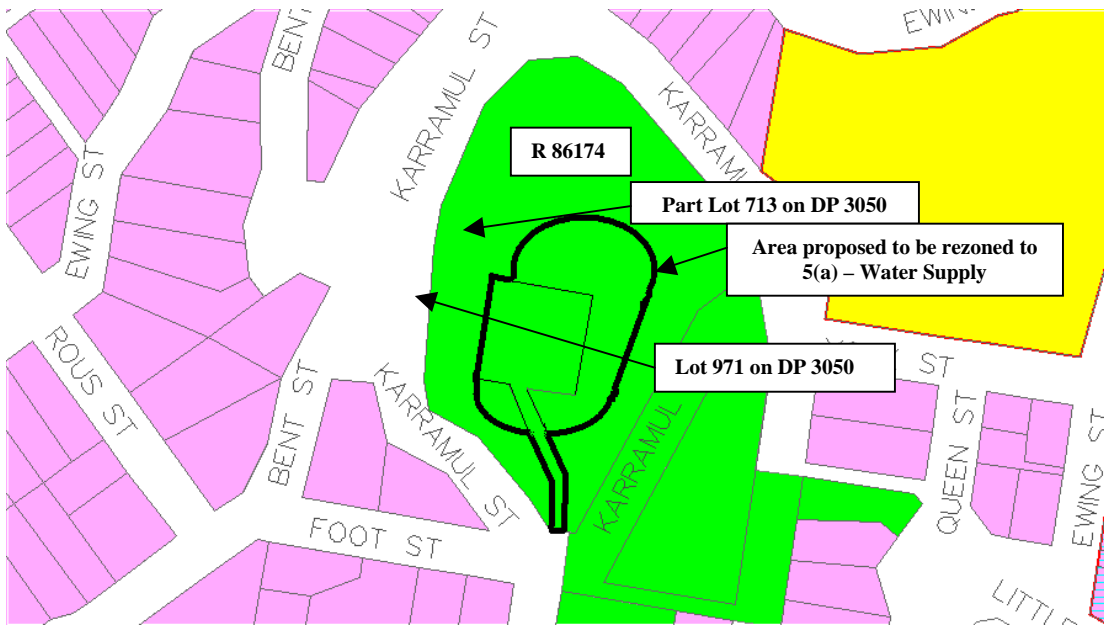 EWING
BENT
KARRAMUL ST
KARRAMUL
R 86174
Part Lot 713 on DP 3050
Area proposed to be rezoned to
5(a) – Water Supply
EWING ST
ROUS ST
BENT ST
KARRAMUL ST
Lot 971 on DP 3050
ST
KARRAMUL
QUEEN ST
EWING ST
FOOT ST
LITTLE